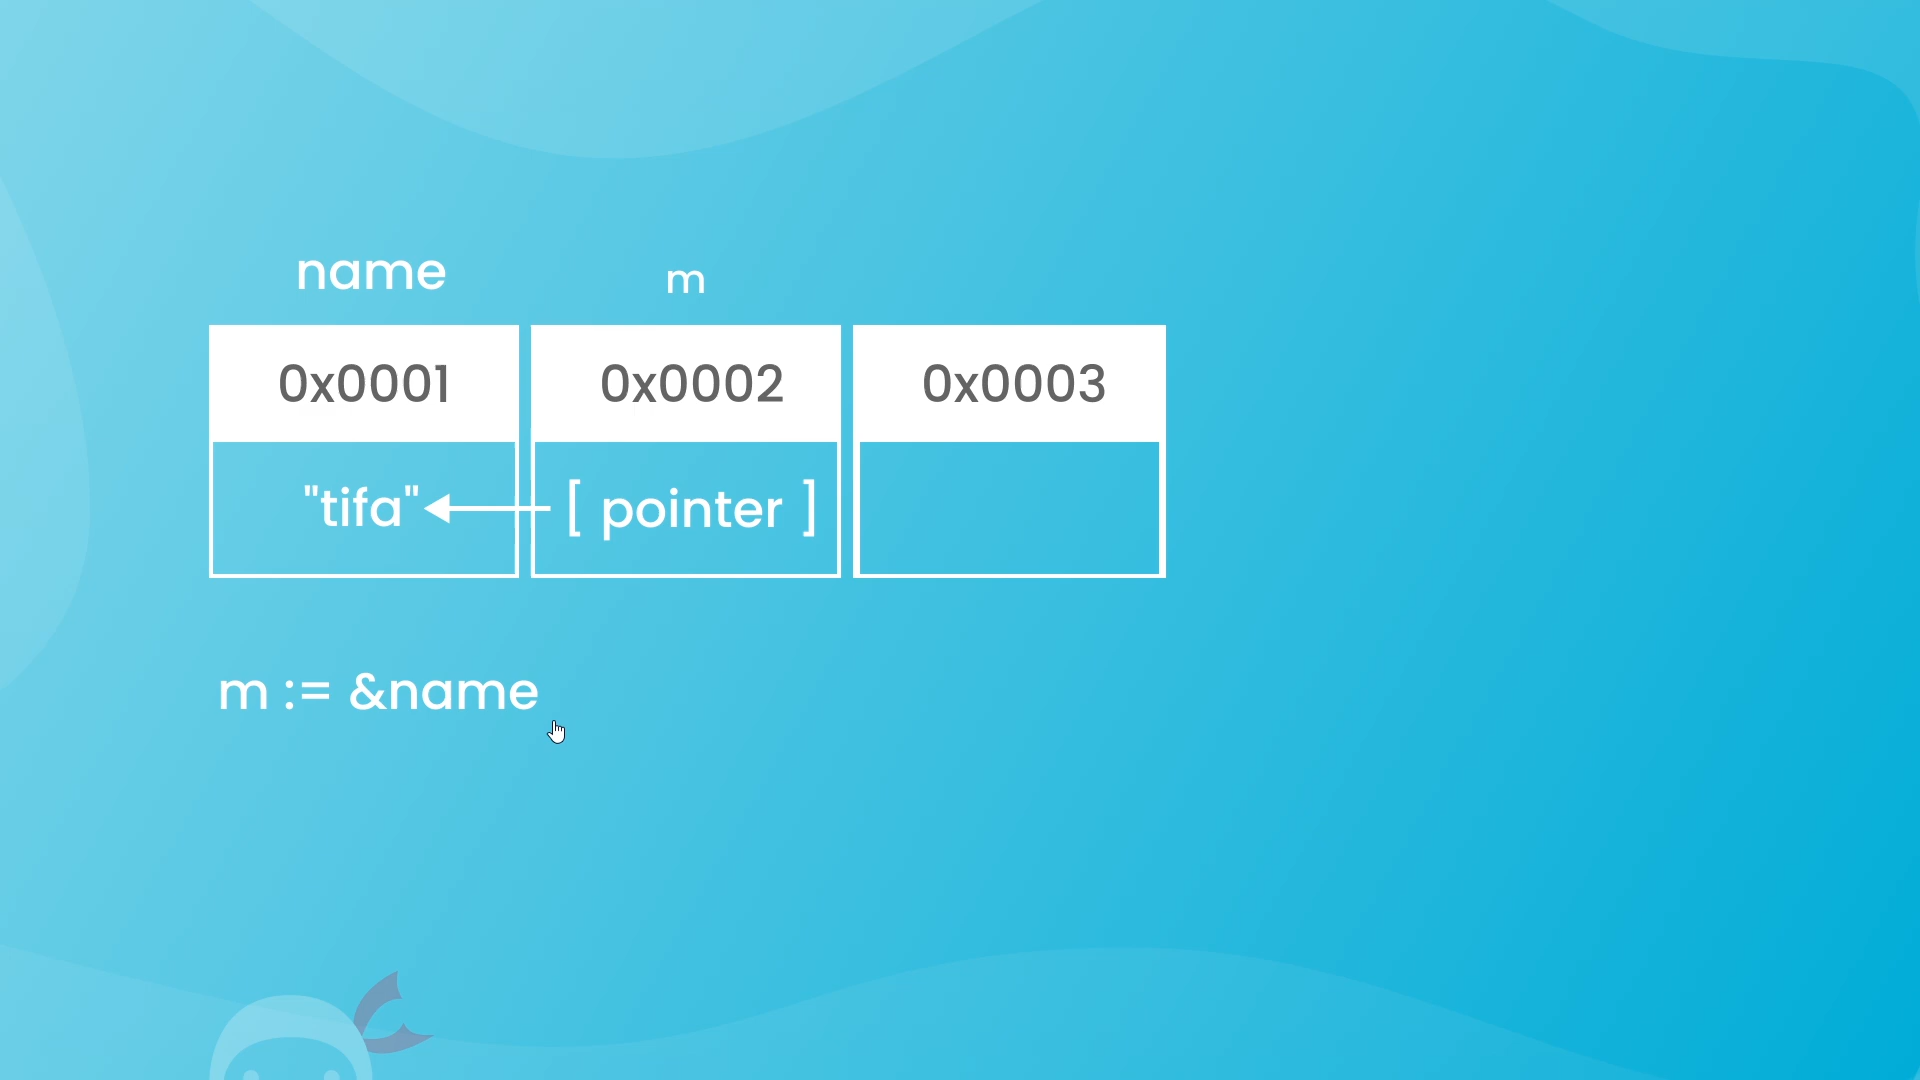 name m
0x0001 0x0002 0x0003
"tifa" [ pointer ]
m := &name